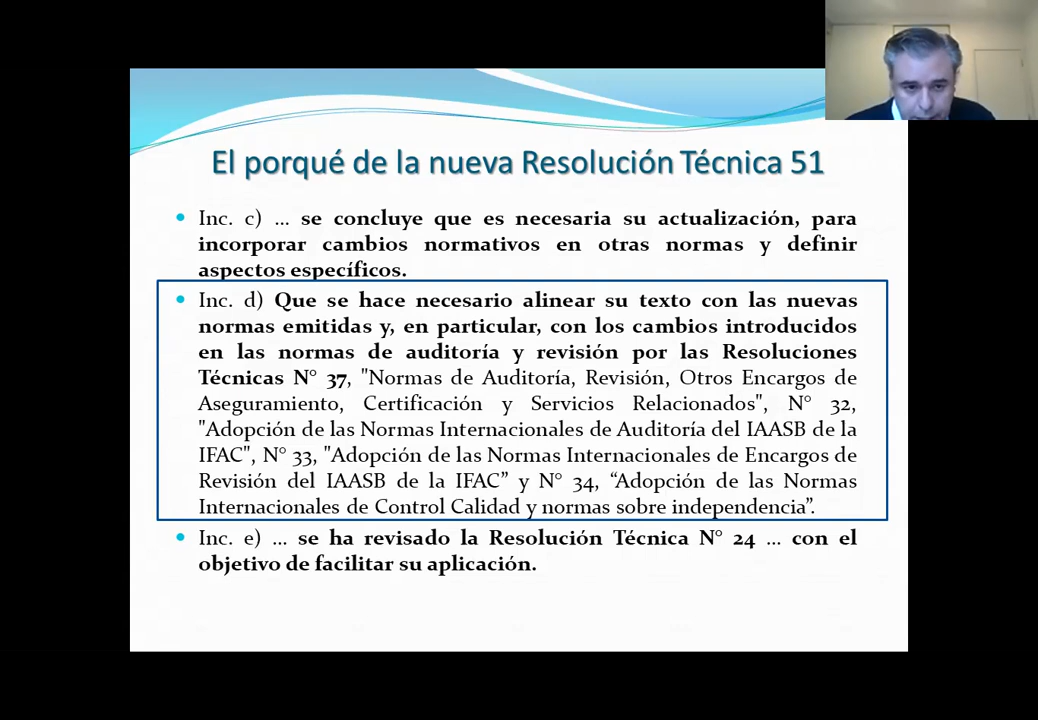 El porqué de la nueva Resolución Técnica 51
• Inc. c) ... se concluye que es necesaria su actualización, para
incorporar cambios normativos en otras normas y definir
aspectos específicos.
• Inc. d) Que se hace necesario alinear su texto con las nuevas
normas emitidas y, en particular, con los cambios introducidos
en las normas de auditoría y revisión por las Resoluciones
Técnicas N° 37, "Normas de Auditoría, Revisión, Otros Encargos de
Aseguramiento, Certificación y Servicios Relacionados", N° 32,
"Adopción de las Normas Internacionales de Auditoría del IAASB de la
IFAC", N° 33, "Adopción de las Normas Internacionales de Encargos de
Revisión del IAASB de la IFAC” y N° 34, “Adopción de las Normas
Internacionales de Control Calidad y normas sobre independencia”.
• Inc. e) ... se ha revisado la Resolución Técnica N° 24 ... con el
objetivo de facilitar su aplicación.